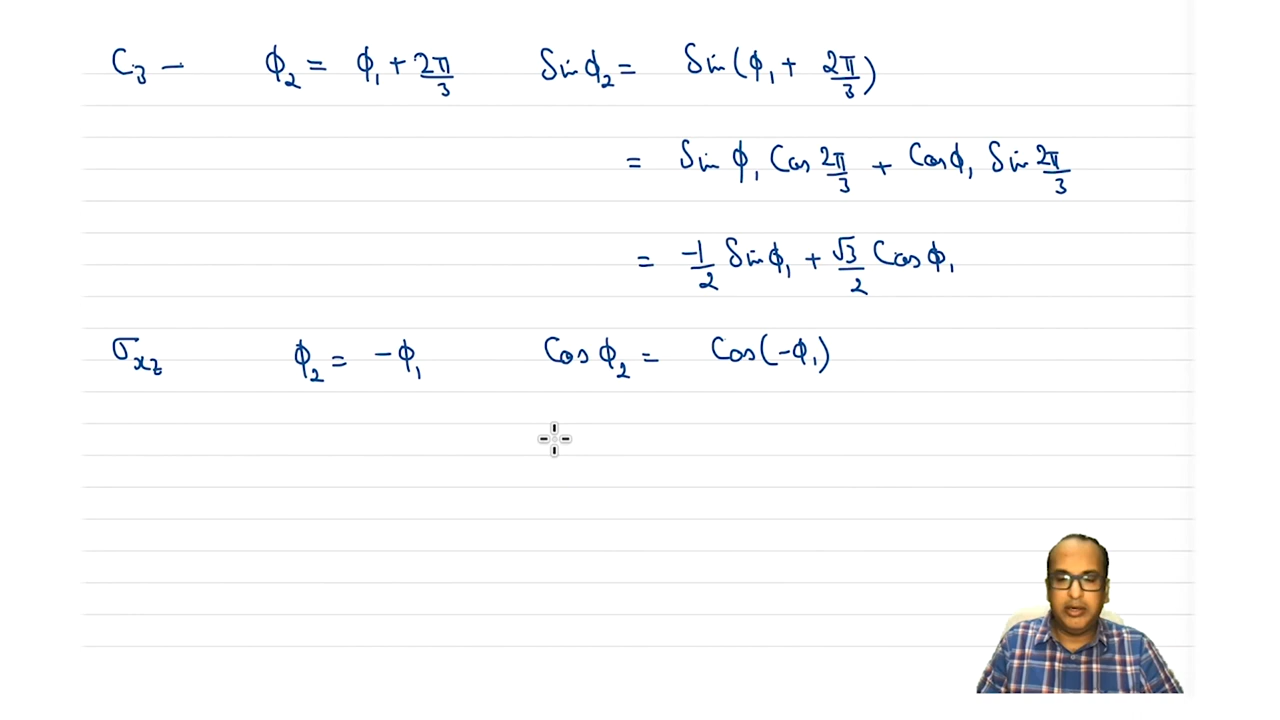 C₃ — ϕ₂ = ϕ₁ + 2π/3 Sin ϕ₂ = Sin(ϕ₁ + 2π/3)
= Sin ϕ₁ Cos 2π/3 + Cos ϕ₁ Sin 2π/3
= -1/2 Sin ϕ₁ + √3/2 Cos ϕ₁
σxz ϕ₂ = -ϕ₁ Cos ϕ₂ = Cos(-ϕ₁)